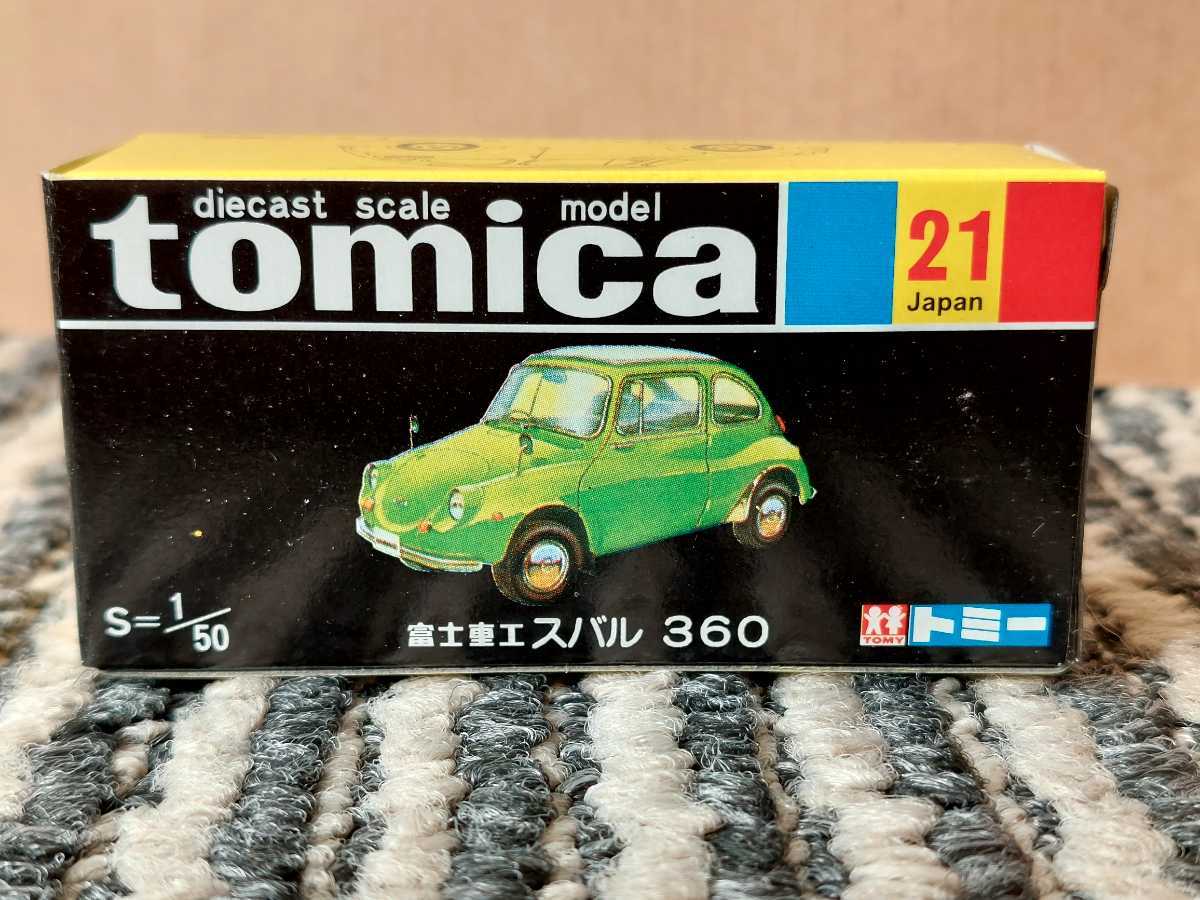 diecast scale model
tomica
21
Japan
S=1/50
富士重工 スバル 360
TOMY
トミー